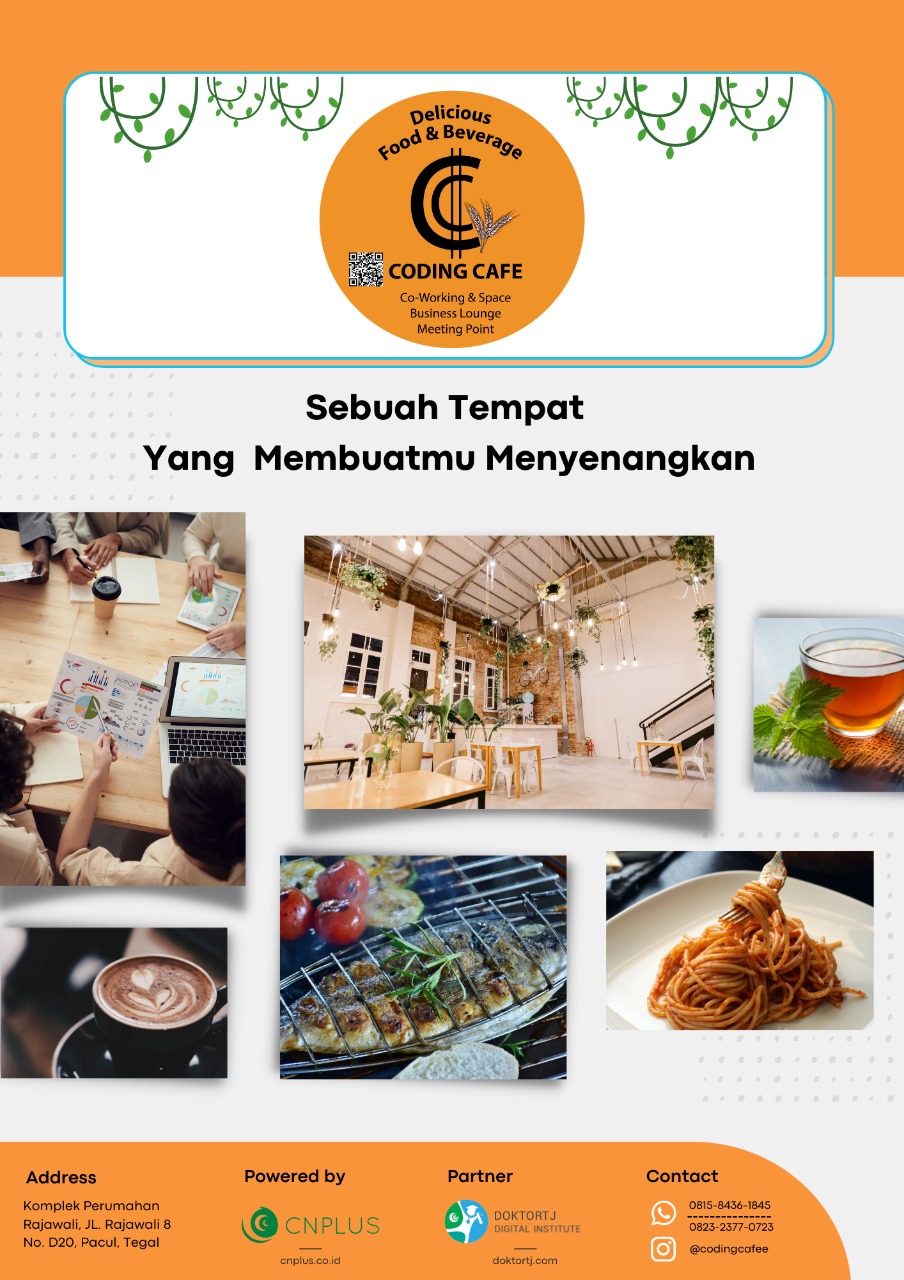 Delicious
Food & Beverage
CODING CAFE
Co-Working & Space
Business Lounge
Meeting Point
Sebuah Tempat
Yang Membuatmu Menyenangkan
Address
Komplek Perumahan
Rajawali, JL. Rajawali 8
No. D20, Pacul, Tegal
Powered by
CNPLUS
cnplus.co.id
Partner
DOKTORTJ
DIGITAL INSTITUTE
doktortj.com
Contact
0815-8436-1845
0823-2377-0723
@codingcafee